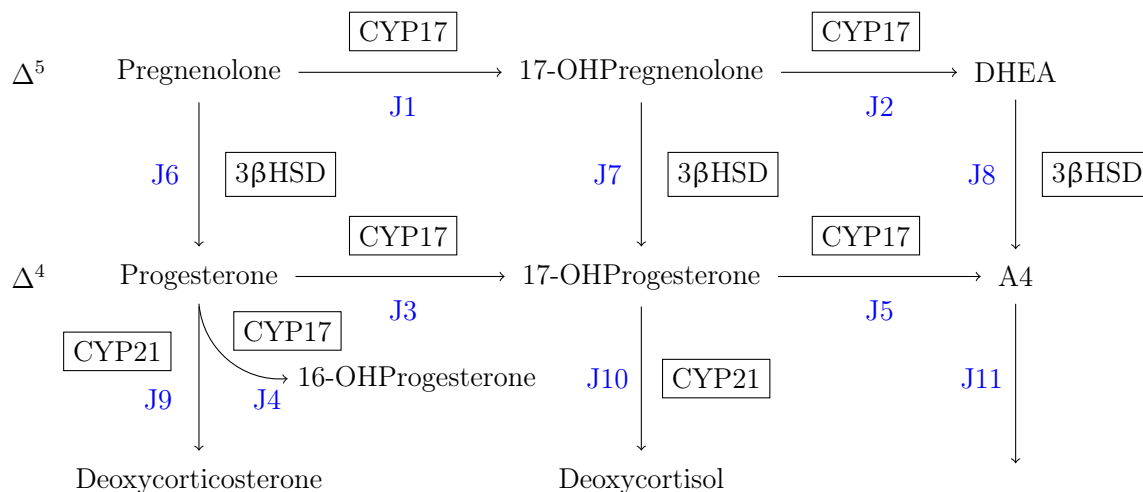 CYP17 CYP17
Δ⁵ Pregnenolone 17-OHPregnenolone DHEA
J1 J2
J6 3βHSD J7 3βHSD J8 3βHSD
CYP17 CYP17
Δ⁴ Progesterone 17-OHProgesterone A4
J3 J5
CYP21 CYP17
16-OHProgesterone J10 CYP21 J11
J9 J4
Deoxycorticosterone Deoxycortisol